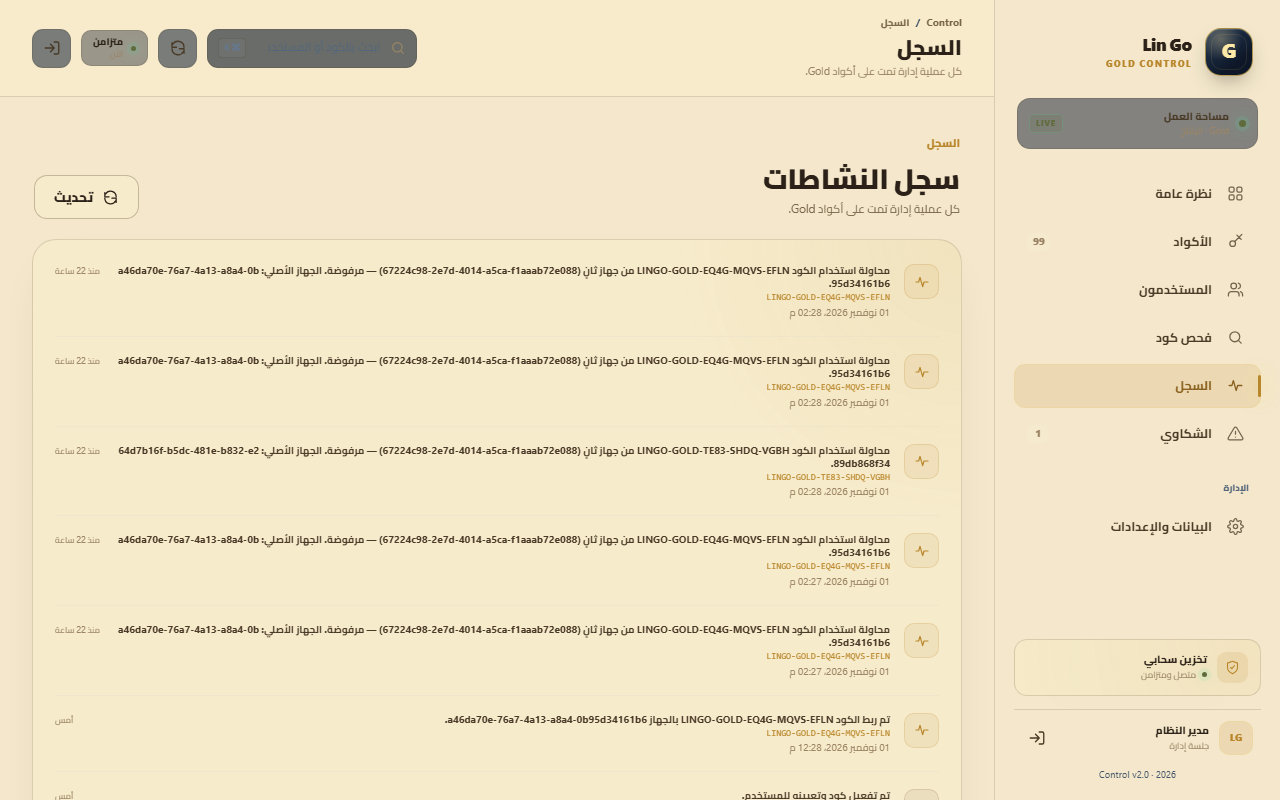 Lin Go
GOLD CONTROL
G
مساحة العمل
LIVE
نظرة عامة
الأكواد
99
المستخدمون
فحص كود
السجل
الشكاوي
1
الإدارة
البيانات والإعدادات
تخزين سحابي
متصل ومتزامن
LG
مدير النظام
جلسة إدارة
Control v2.0 · 2026
Control / السجل
السجل
كل عملية إدارة تمت على أكواد Gold.
متزامن
السجل
سجل النشاطات
كل عملية إدارة تمت على أكواد Gold.
تحديث
محاولة استخدام الكود LINGO-GOLD-EQ4G-MQVS-EFLN من جهاز ثانٍ (67224c98-2e7d-4014-a5ca-f1aaab72e088) — مرفوضة. الجهاز الأصلي: a46da70e-76a7-4a13-a8a4-0b
95d34161b6.
منذ 22 ساعة
LINGO-GOLD-EQ4G-MQVS-EFLN
01 نوفمبر 2026، 02:28 م
محاولة استخدام الكود LINGO-GOLD-EQ4G-MQVS-EFLN من جهاز ثانٍ (67224c98-2e7d-4014-a5ca-f1aaab72e088) — مرفوضة. الجهاز الأصلي: a46da70e-76a7-4a13-a8a4-0b
95d34161b6.
منذ 22 ساعة
LINGO-GOLD-EQ4G-MQVS-EFLN
01 نوفمبر 2026، 02:28 م
محاولة استخدام الكود LINGO-GOLD-TE83-SHDQ-VGBH من جهاز ثانٍ (67224c98-2e7d-4014-a5ca-f1aaab72e088) — مرفوضة. الجهاز الأصلي: 64d7b16f-b5dc-481e-b832-e2
89db868f34.
منذ 22 ساعة
LINGO-GOLD-TE83-SHDQ-VGBH
01 نوفمبر 2026، 02:28 م
محاولة استخدام الكود LINGO-GOLD-EQ4G-MQVS-EFLN من جهاز ثانٍ (67224c98-2e7d-4014-a5ca-f1aaab72e088) — مرفوضة. الجهاز الأصلي: a46da70e-76a7-4a13-a8a4-0b
95d34161b6.
منذ 22 ساعة
LINGO-GOLD-EQ4G-MQVS-EFLN
01 نوفمبر 2026، 02:27 م
محاولة استخدام الكود LINGO-GOLD-EQ4G-MQVS-EFLN من جهاز ثانٍ (67224c98-2e7d-4014-a5ca-f1aaab72e088) — مرفوضة. الجهاز الأصلي: a46da70e-76a7-4a13-a8a4-0b
95d34161b6.
منذ 22 ساعة
LINGO-GOLD-EQ4G-MQVS-EFLN
01 نوفمبر 2026، 02:27 م
تم ربط الكود LINGO-GOLD-EQ4G-MQVS-EFLN بالجهاز a46da70e-76a7-4a13-a8a4-0b95d34161b6.
أمس
LINGO-GOLD-EQ4G-MQVS-EFLN
01 نوفمبر 2026، 12:28 م
تم تفعيل كود وتعيينه للمستخدم.
أمس